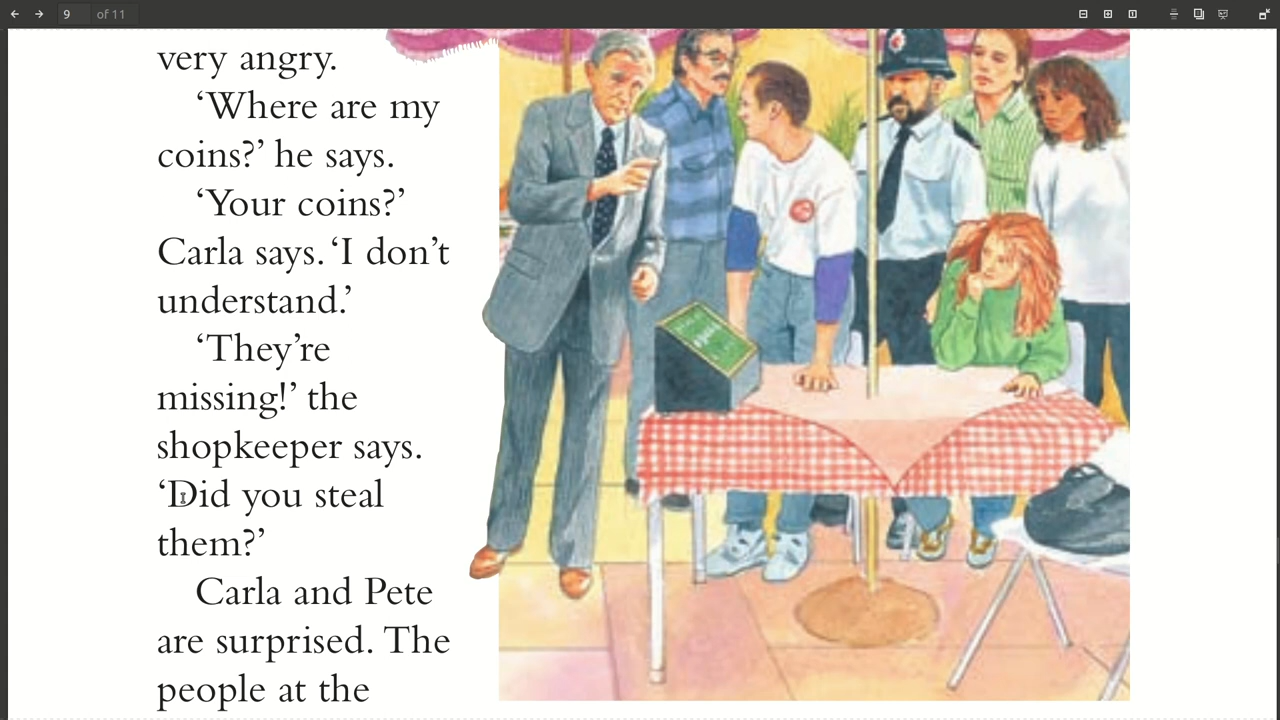 9
of 11
very angry.
‘Where are my
coins?’ he says.
‘Your coins?’
Carla says. ‘I don’t
understand.’
‘They’re
missing!’ the
shopkeeper says.
‘Did you steal
them?’
Carla and Pete
are surprised. The
people at the